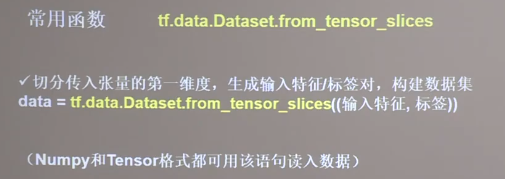 常用函数 tf.data.Dataset.from_tensor_slices
✓切分传入张量的第一维度，生成输入特征/标签对，构建数据集
data = tf.data.Dataset.from_tensor_slices((输入特征, 标签))
（Numpy和Tensor格式都可用该语句读入数据）